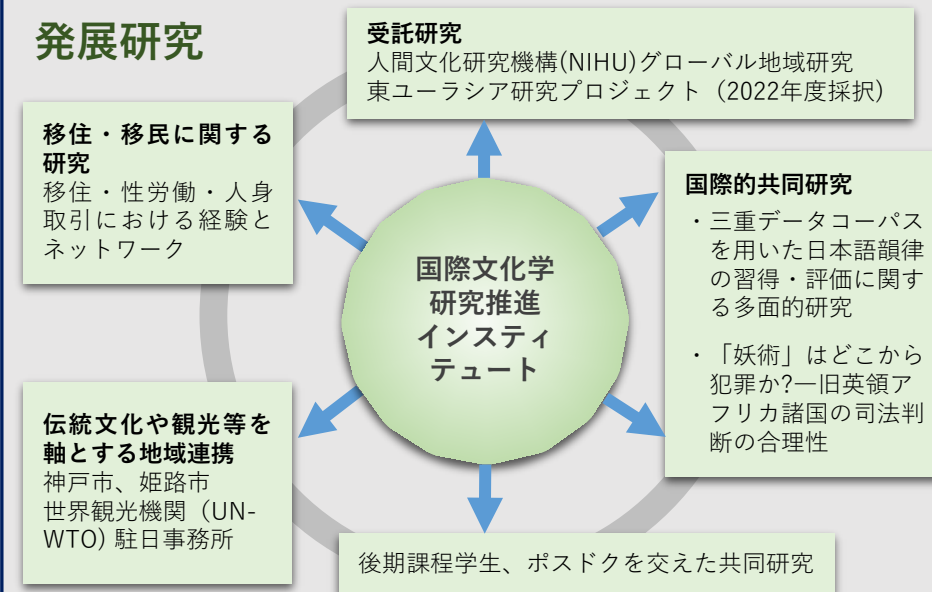 発展研究
受託研究
人間文化研究機構(NIHU)グローバル地域研究
東ユーラシア研究プロジェクト（2022年度採択）
移住・移民に関する
研究
移住・性労働・人身
取引における経験と
ネットワーク
国際的共同研究
・三重データコーパス
を用いた日本語韻律
の習得・評価に関す
る多面的研究
・「妖術」はどこから
犯罪か?―旧英領ア
フリカ諸国の司法判
断の合理性
国際文化学
研究推進
インスティ
テュート
伝統文化や観光等を
軸とする地域連携
神戸市、姫路市
世界観光機関（UN-
WTO) 駐日事務所
後期課程学生、ポスドクを交えた共同研究